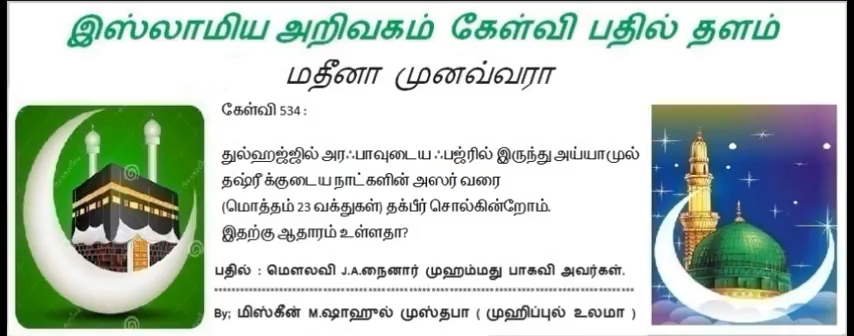 இஸ்லாமிய அறிவகம் கேள்வி பதில் தளம்
மதீனா முனவ்வரா
கேள்வி 534 :
துல்ஹஜ்ஜில் அரஃபாவுடைய ஃபஜ்ரில் இருந்து அய்யாமுல்
தஷ்ரீ க்குடைய நாட்களின் அஸர் வரை
(மொத்தம் 23 வக்துகள்) தக்பீர் சொல்கின்றோம்.
இதற்கு ஆதாரம் உள்ளதா?
பதில் : மௌலவி J.A.நைனார் முஹம்மது பாகவி அவர்கள்.
By; மிஸ்கீன் M.ஷாஹுல் முஸ்தபா ( முஹிப்புல் உலமா )